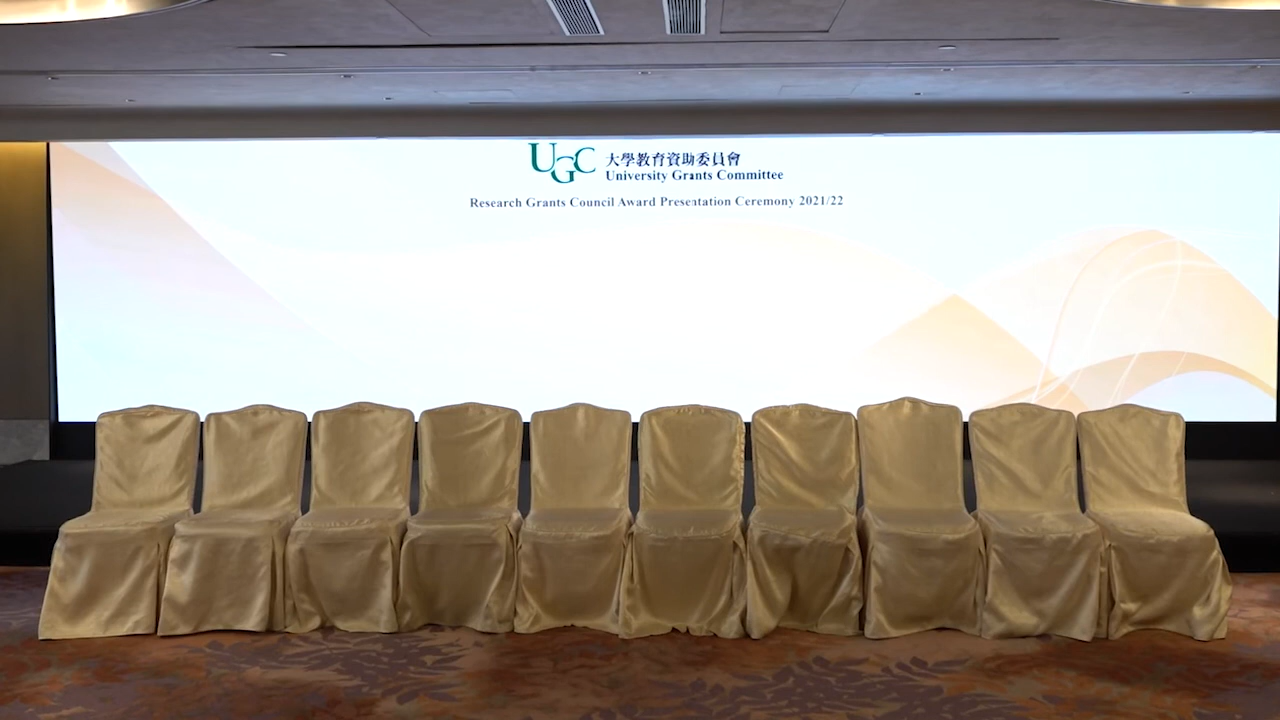 UGC
大學教育資助委員會
University Grants Committee
Research Grants Council Award Presentation Ceremony 2021/22